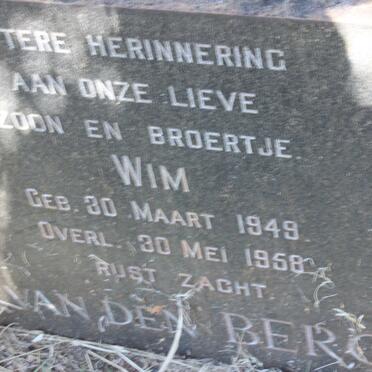 TERE HERINNERING
AAN ONZE LIEVE
ZOON EN BROERTJE.
WIM
GEB. 30 MAART 1949
OVERL. 30 MEI 1958
RUST ZACHT
VAN DEN BERG